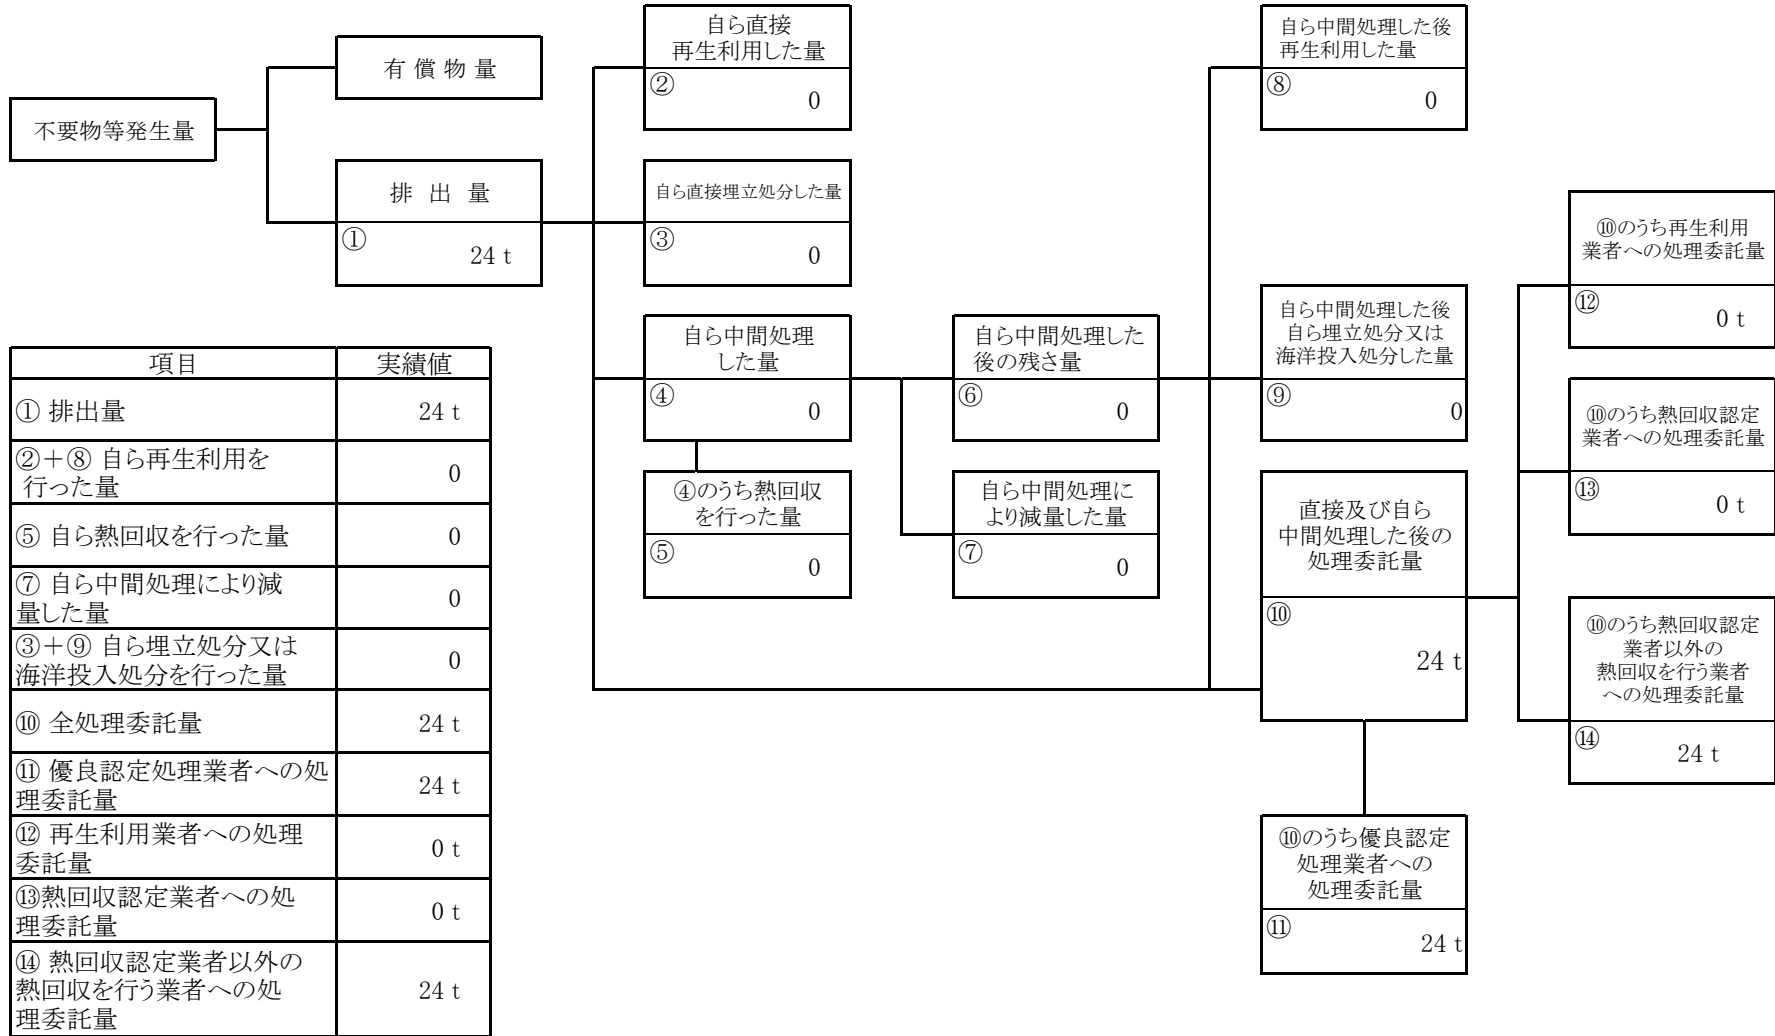 不要物等発生量
有 償 物 量
排 出 量
①
24 t
自ら直接
再生利用した量
②
0
自ら直接埋立処分した量
③
0
自ら中間処理
した量
④
0
④のうち熱回収
を行った量
⑤
0
自ら中間処理した
後の残さ量
⑥
0
自ら中間処理に
より減量した量
⑦
0
自ら中間処理した後
再生利用した量
⑧
0
自ら中間処理した後
自ら埋立処分又は
海洋投入処分した量
⑨
0
直接及び自ら
中間処理した後の
処理委託量
⑩
24 t
⑩のうち優良認定
処理業者への
処理委託量
⑪
24 t
⑩のうち再生利用
業者への処理委託量
⑫
0 t
⑩のうち熱回収認定
業者への処理委託量
⑬
0 t
⑩のうち熱回収認定
業者以外の
熱回収を行う業者
への処理委託量
⑭
24 t
項目 実績値
① 排出量 24 t
②+⑧ 自ら再生利用を
行った量 0
⑤ 自ら熱回収を行った量 0
⑦ 自ら中間処理により減
量した量 0
③+⑨ 自ら埋立処分又は
海洋投入処分を行った量 0
⑩ 全処理委託量 24 t
⑪ 優良認定処理業者への処
理委託量 24 t
⑫ 再生利用業者への処理
委託量 0 t
⑬熱回収認定業者への処
理委託量 0 t
⑭ 熱回収認定業者以外の
熱回収を行う業者への処
理委託量 24 t